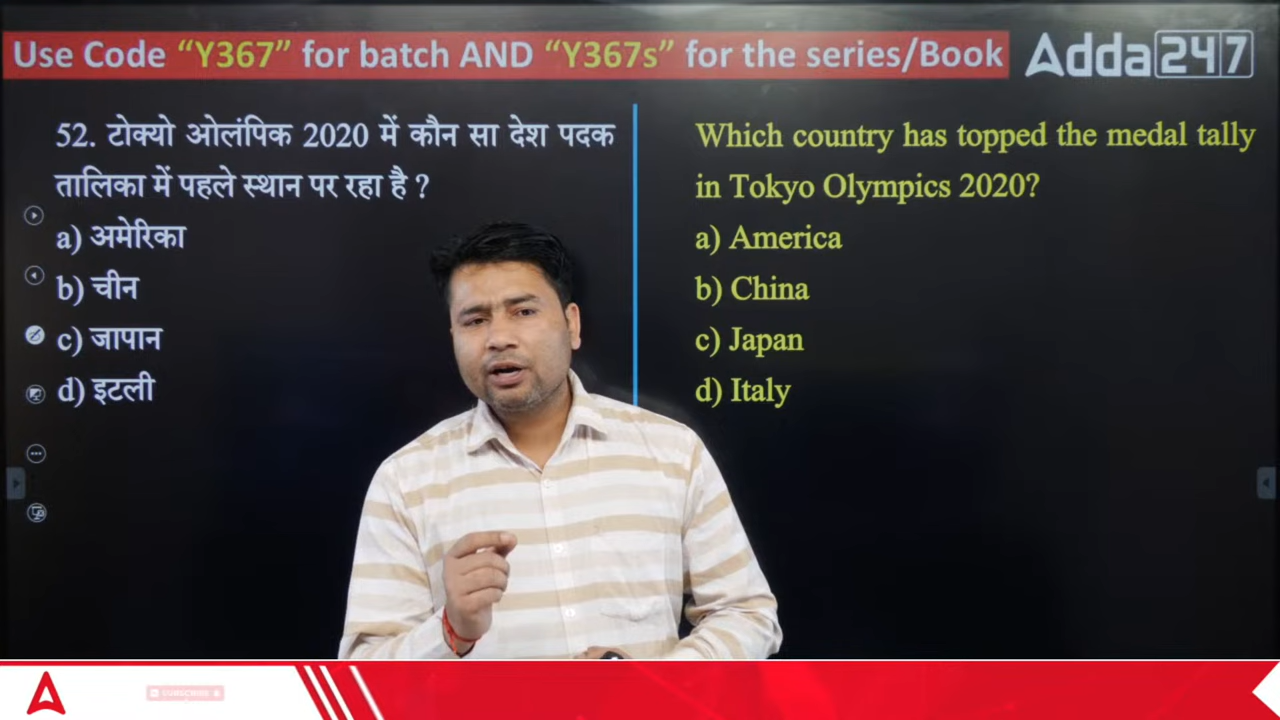 Use Code “Y367” for batch AND “Y367s” for the series/Book
Adda247
52. टोक्यो ओलंपिक 2020 में कौन सा देश पदक
तालिका में पहले स्थान पर रहा है ?
a) अमेरिका
b) चीन
c) जापान
d) इटली
Which country has topped the medal tally
in Tokyo Olympics 2020?
a) America
b) China
c) Japan
d) Italy
SUBSCRIBE